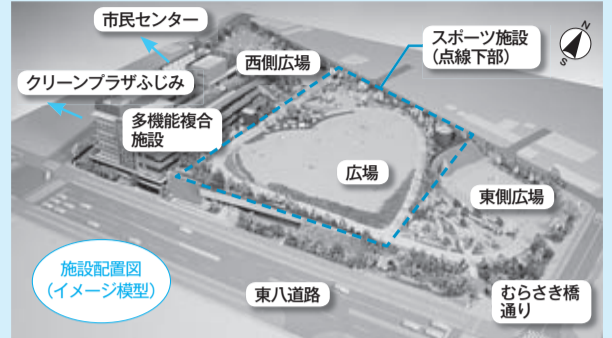 市民センター
西側広場
スポーツ施設
(点線下部)
N
S
クリーンプラザふじみ
多機能複合
施設
広場
東側広場
施設配置図
(イメージ模型)
東八道路
むらさき橋
通り